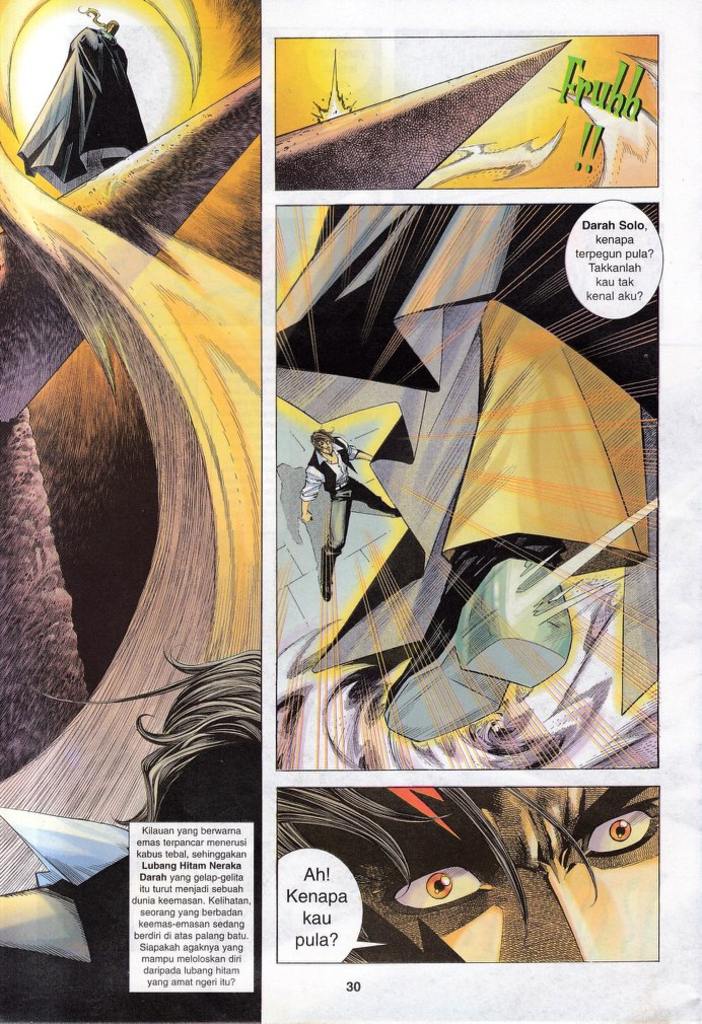 Kilauan yang berwarna
emas terpancar menerusi
kabus tebal, sehinggakan
Lubang Hitam Neraka
Darah yang gelap-gelita
itu turut menjadi sebuah
dunia keemasan. Kelihatan,
seorang yang berbadan
keemas-emasan sedang
berdiri di atas palang batu.
Siapakah agaknya yang
mampu meloloskan diri
daripada lubang hitam
yang amat ngeri itu?
Fruhh
!!
Darah Solo,
kenapa
terpegun pula?
Takkanlah
kau tak
kenal aku?
Ah!
Kenapa
kau
pula?
30